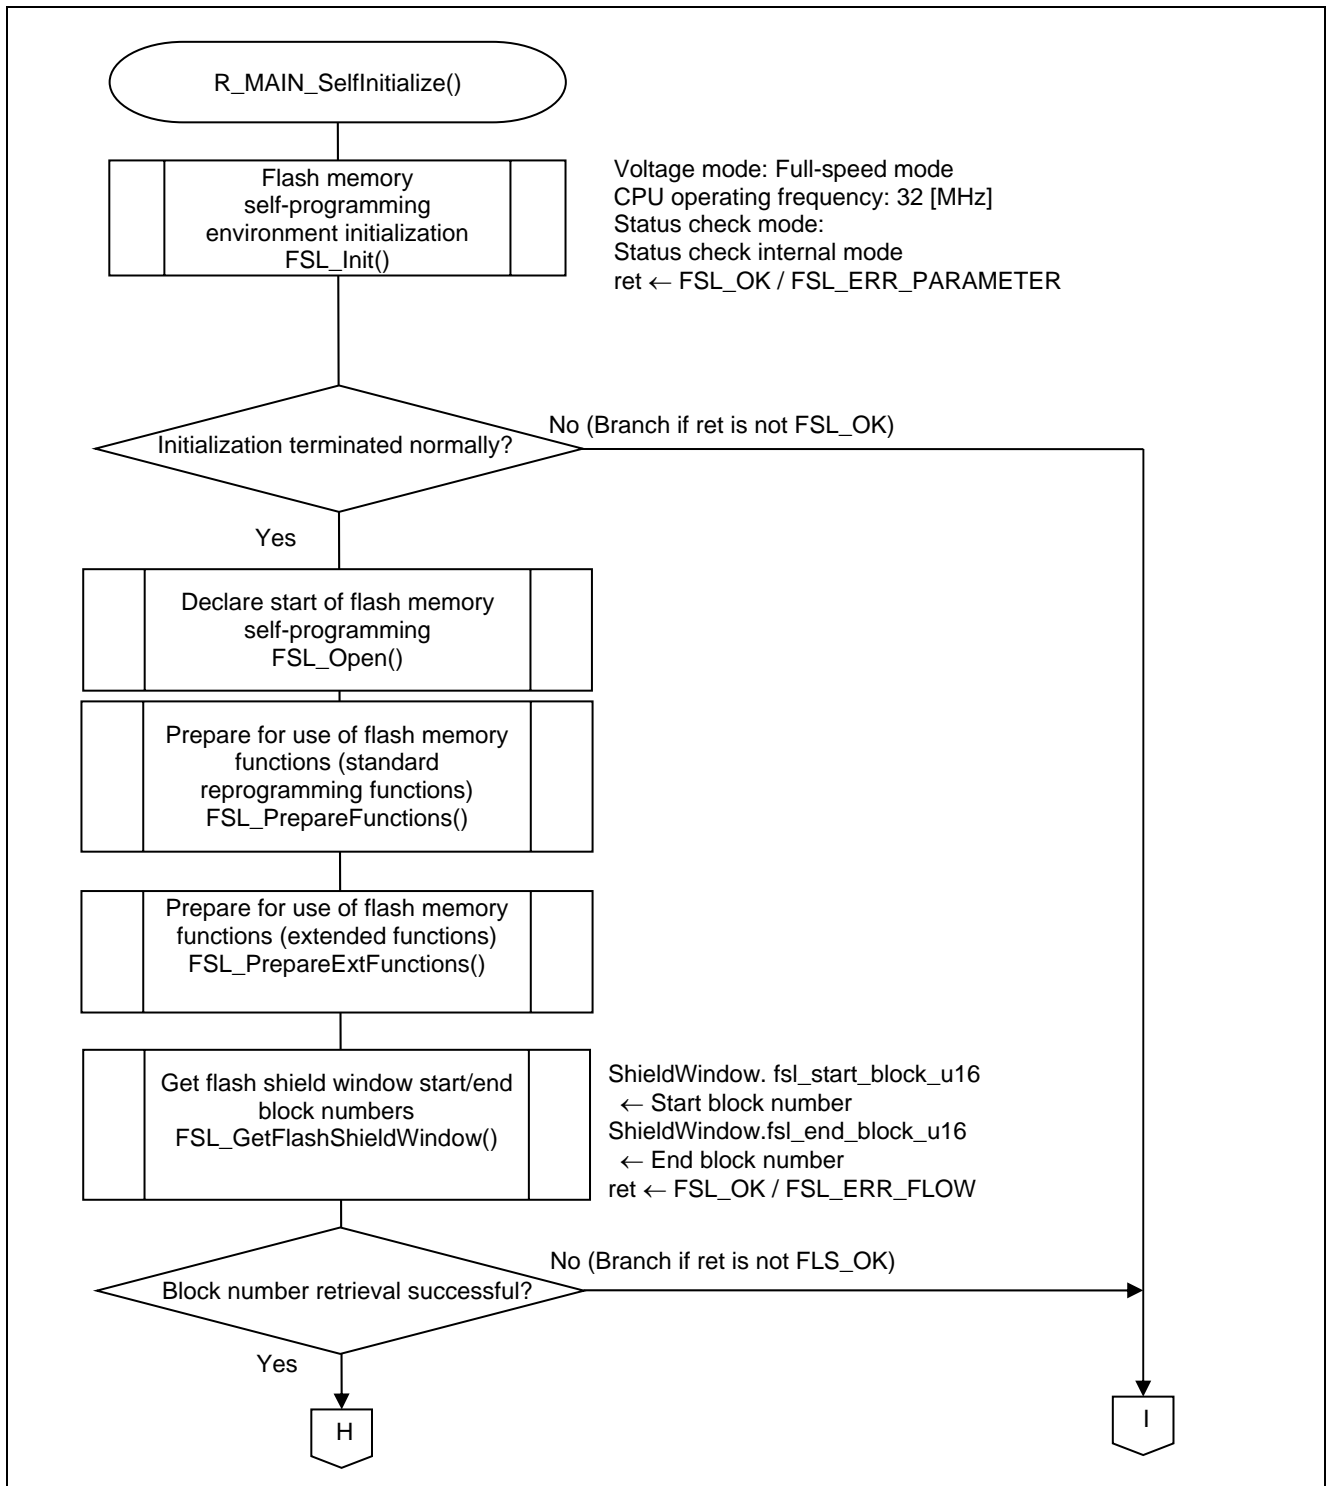 R_MAIN_SelfInitialize()
Flash memory
self-programming
environment initialization
FSL_Init()
Voltage mode: Full-speed mode
CPU operating frequency: 32 [MHz]
Status check mode:
Status check internal mode
ret ← FSL_OK / FSL_ERR_PARAMETER
Initialization terminated normally?
No (Branch if ret is not FSL_OK)
Yes
Declare start of flash memory
self-programming
FSL_Open()
Prepare for use of flash memory
functions (standard
reprogramming functions)
FSL_PrepareFunctions()
Prepare for use of flash memory
functions (extended functions)
FSL_PrepareExtFunctions()
Get flash shield window start/end
block numbers
FSL_GetFlashShieldWindow()
ShieldWindow. fsl_start_block_u16
← Start block number
ShieldWindow.fsl_end_block_u16
← End block number
ret ← FSL_OK / FSL_ERR_FLOW
Block number retrieval successful?
No (Branch if ret is not FLS_OK)
Yes
H
I